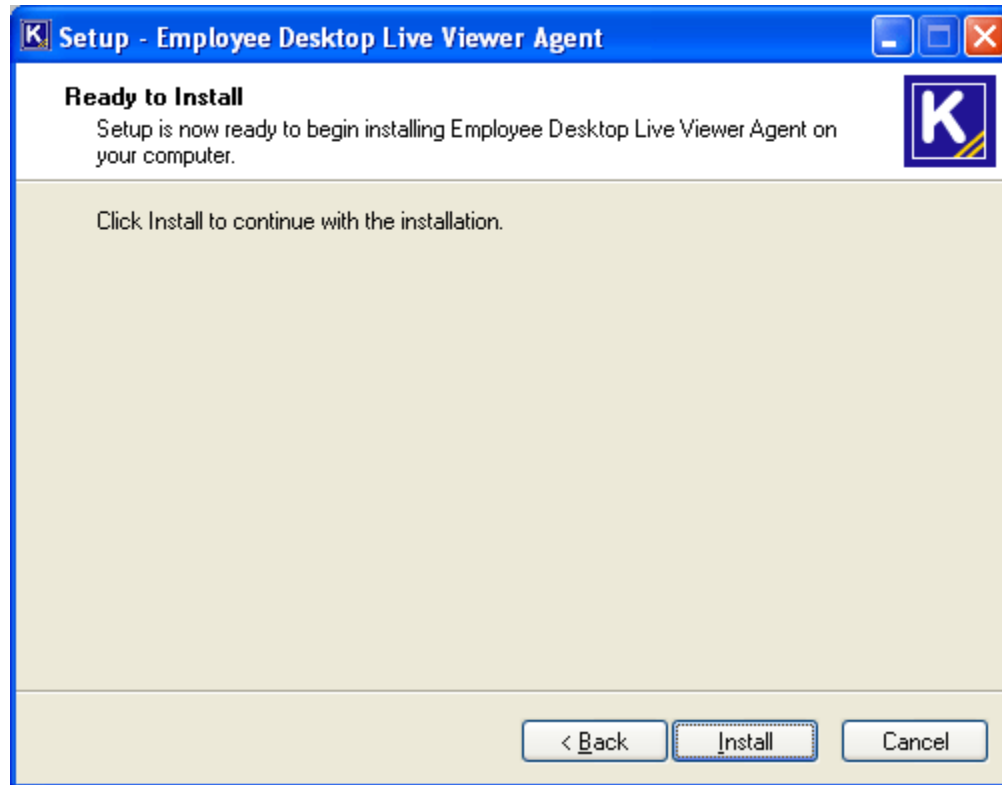 K Setup - Employee Desktop Live Viewer Agent
Ready to Install
Setup is now ready to begin installing Employee Desktop Live Viewer Agent on
your computer.
K
Click Install to continue with the installation.
< Back Install Cancel